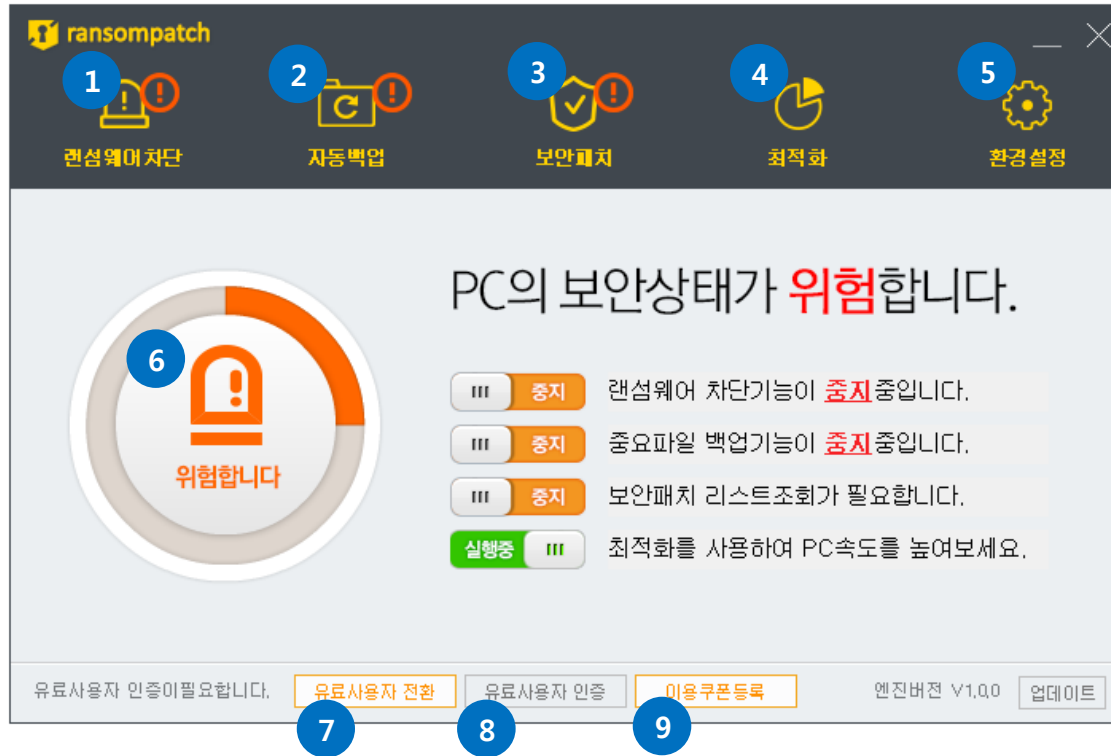 ransompatch
1 2 3 4 5
랜섬웨어차단 자동백업 보안패치 최적화 환경설정
PC의 보안상태가 위험합니다.
6
위험합니다
중지 랜섬웨어 차단기능이 중지중입니다.
중지 중요파일 백업기능이 중지중입니다.
중지 보안패치 리스트조회가 필요합니다.
실행중 최적화를 사용하여 PC속도를 높여보세요.
유료사용자 인증이필요합니다. 유료사용자 전환 유료사용자 인증 이용쿠폰등록 엔진버전 V1.0.0 업데이트
7 8 9